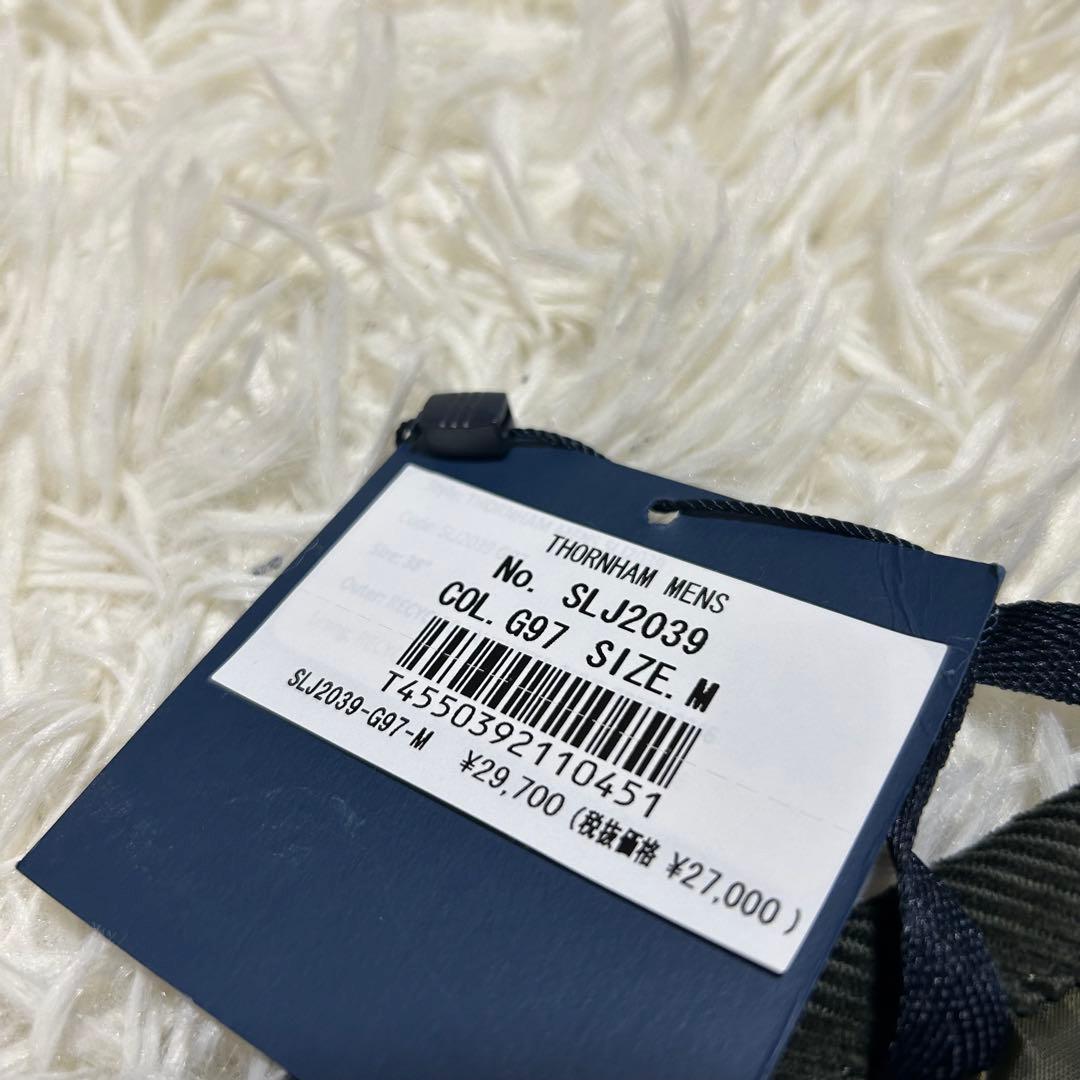 THORNHAM MENS
No. SLJ2039
COL. G97 SIZE. M
T4550392110451
SLJ2039-G97-M
¥29,700 (税抜価格 ¥27,000 )